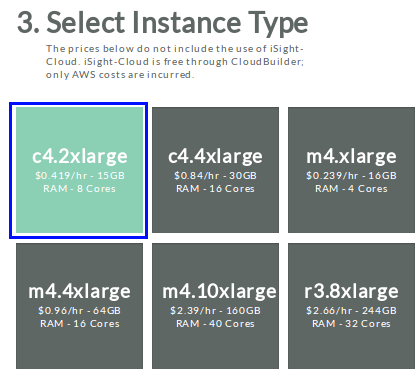 3. Select Instance Type
The prices below do not include the use of iSight-
Cloud. iSight-Cloud is free through CloudBuilder;
only AWS costs are incurred.
c4.2xlarge
$0.419/hr - 15GB
RAM - 8 Cores
c4.4xlarge
$0.84/hr - 30GB
RAM - 16 Cores
m4.xlarge
$0.239/hr - 16GB
RAM - 4 Cores
m4.4xlarge
$0.96/hr - 64GB
RAM - 16 Cores
m4.10xlarge
$2.39/hr - 160GB
RAM - 40 Cores
r3.8xlarge
$2.66/hr - 244GB
RAM - 32 Cores